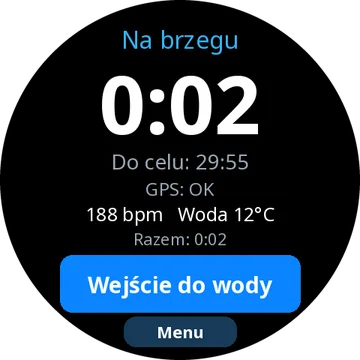 Na brzegu
0:02
Do celu: 29:55
GPS: OK
188 bpm Woda 12°C
Razem: 0:02
Wejście do wody
Menu